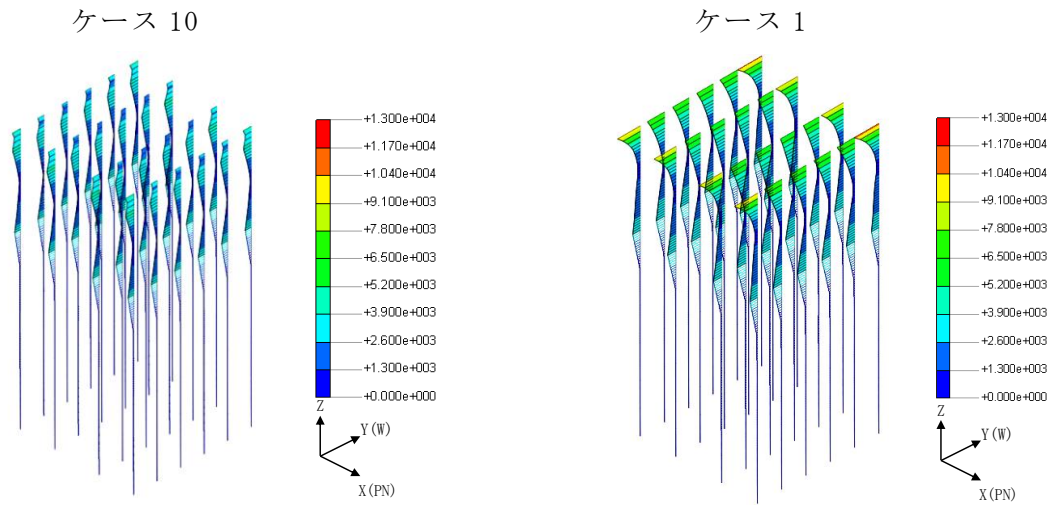 ケース 10
ケース 1
+1.300e+004
+1.170e+004
+1.040e+004
+9.100e+003
+7.800e+003
+6.500e+003
+5.200e+003
+3.900e+003
+2.600e+003
+1.300e+003
+0.000e+000
Z
Y(W)
X(PN)
+1.300e+004
+1.170e+004
+1.040e+004
+9.100e+003
+7.800e+003
+6.500e+003
+5.200e+003
+3.900e+003
+2.600e+003
+1.300e+003
+0.000e+000
Z
Y(W)
X(PN)